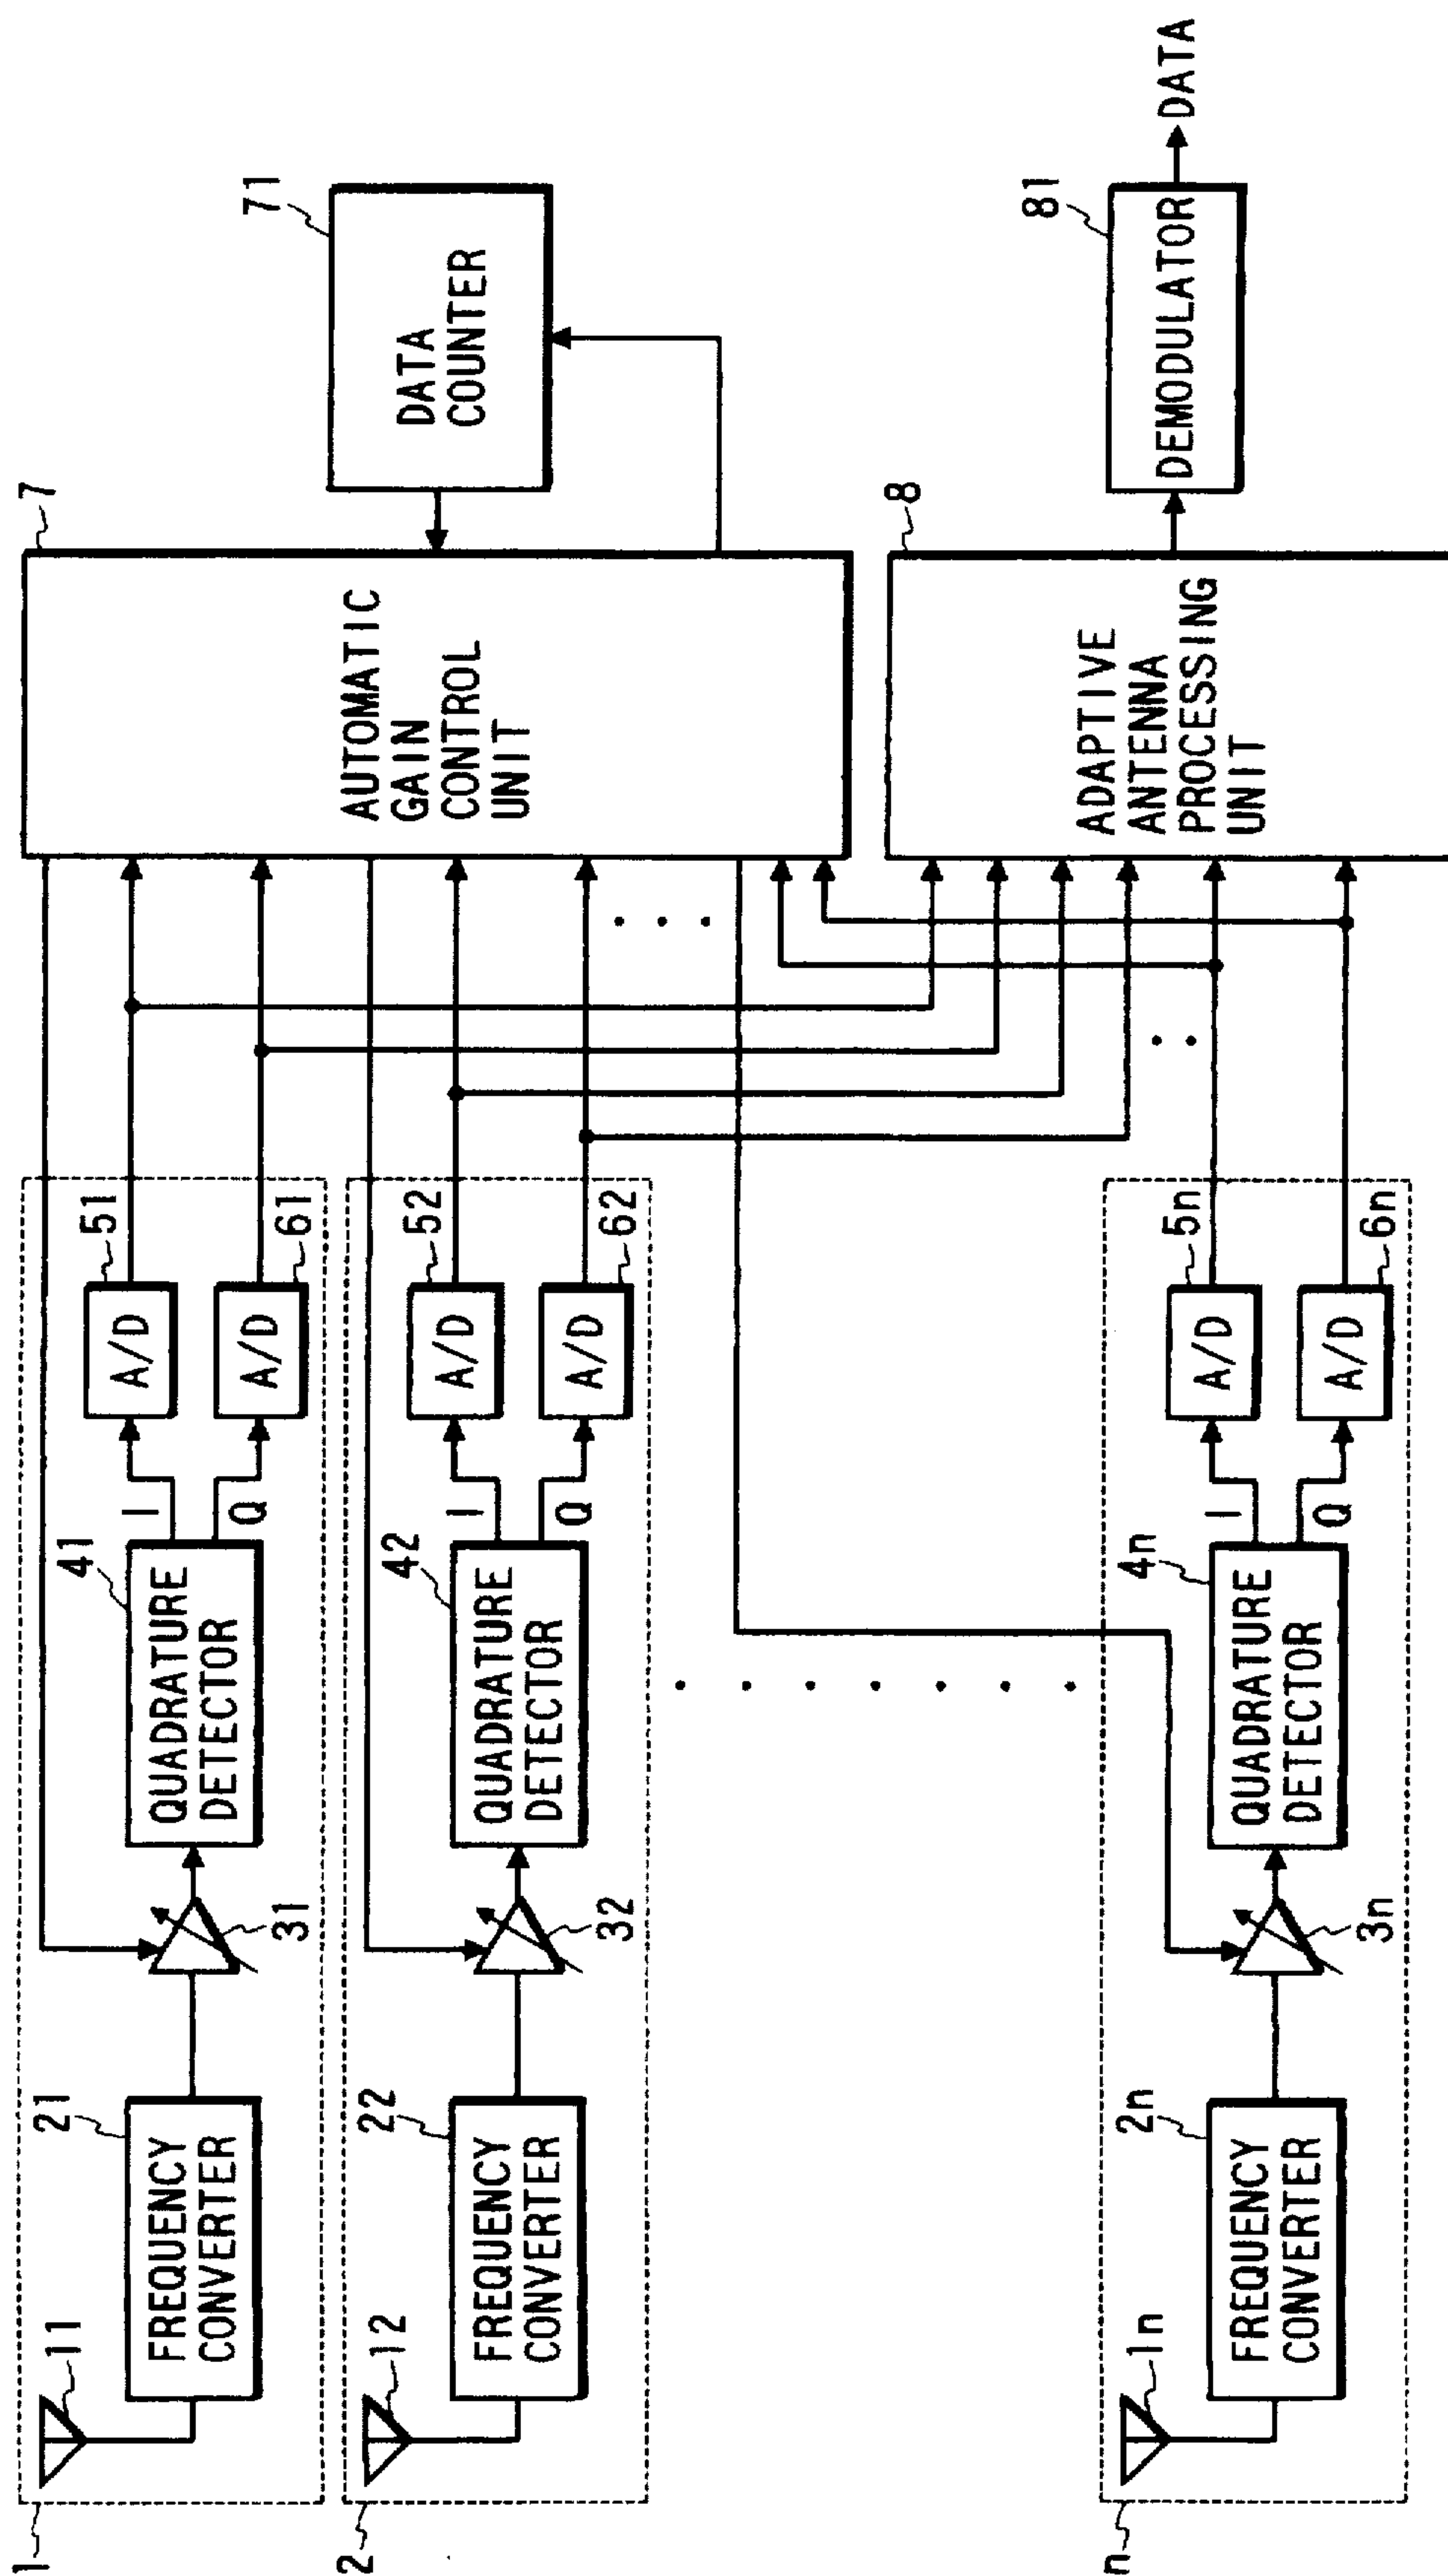 1
11
21
FREQUENCY
CONVERTER
31
41
QUADRATURE
DETECTOR
I
Q
51
A/D
61
A/D
7
AUTOMATIC
GAIN
CONTROL
UNIT
71
DATA
COUNTER
2
12
22
FREQUENCY
CONVERTER
32
42
QUADRATURE
DETECTOR
I
Q
52
A/D
62
A/D
n
1n
2n
FREQUENCY
CONVERTER
3n
4n
QUADRATURE
DETECTOR
I
Q
5n
A/D
6n
A/D
8
ADAPTIVE
ANTENNA
PROCESSING
UNIT
81
DEMODULATOR
DATA